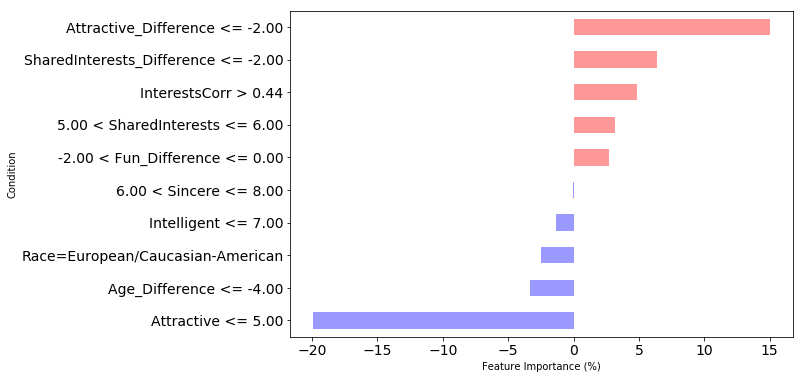 Attractive_Difference <= -2.00
SharedInterests_Difference <= -2.00
InterestsCorr > 0.44
5.00 < SharedInterests <= 6.00
-2.00 < Fun_Difference <= 0.00
6.00 < Sincere <= 8.00
Intelligent <= 7.00
Race=European/Caucasian-American
Age_Difference <= -4.00
Attractive <= 5.00
Condition
−20 −15 −10 −5 0 5 10 15
Feature Importance (%)